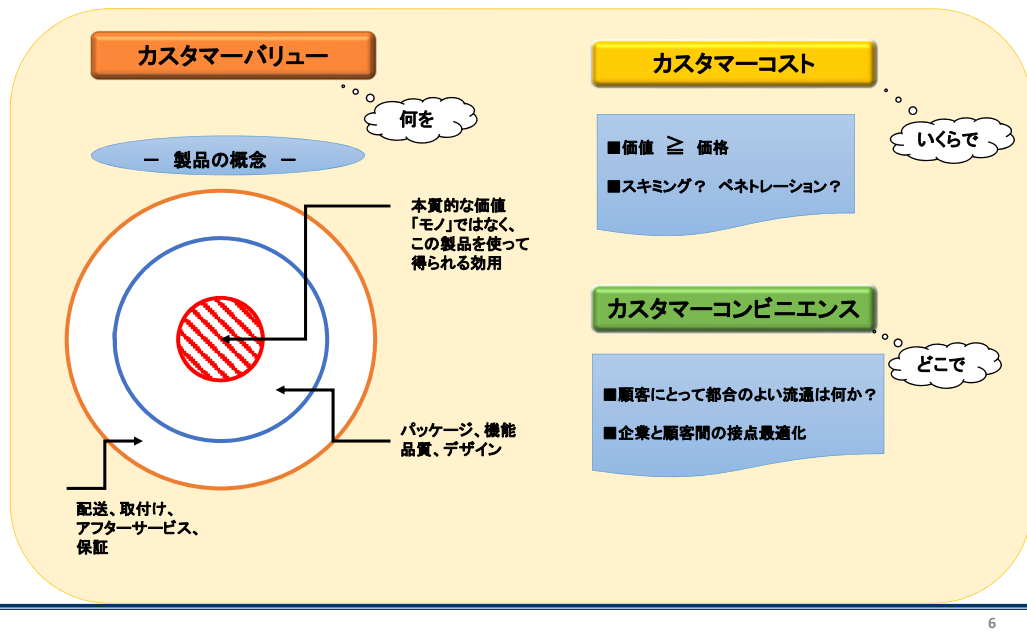 カスタマーバリュー
何を
― 製品の概念 ―
本質的な価値
「モノ」ではなく、
この製品を使って
得られる効用
パッケージ、機能
品質、デザイン
配送、取付け、
アフターサービス、
保証
カスタマーコスト
いくらで
■価値 ≧ 価格
■スキミング？ ペネトレーション？
カスタマーコンビニエンス
どこで
■顧客にとって都合のよい流通は何か？
■企業と顧客間の接点最適化
6